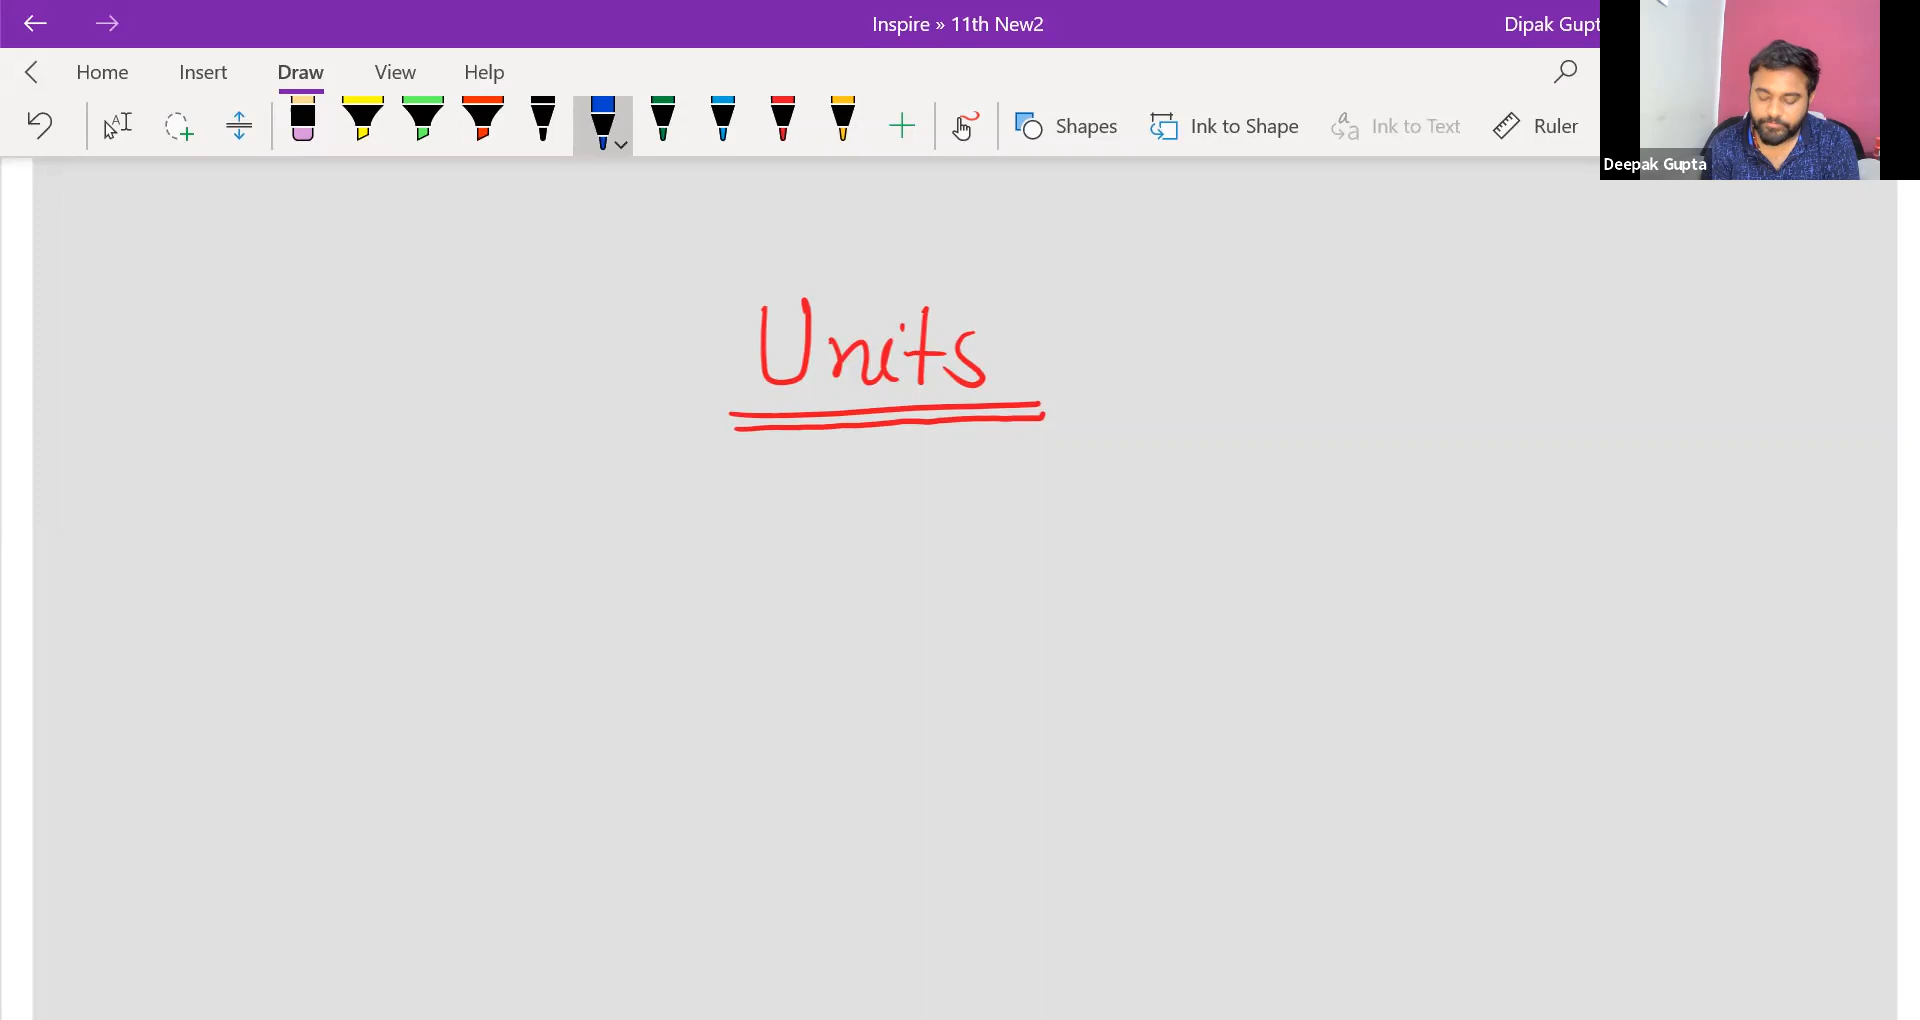 Inspire » 11th New2
Dipak Gupt
Home Insert Draw View Help
Shapes Ink to Shape Ink to Text Ruler
Deepak Gupta
Units